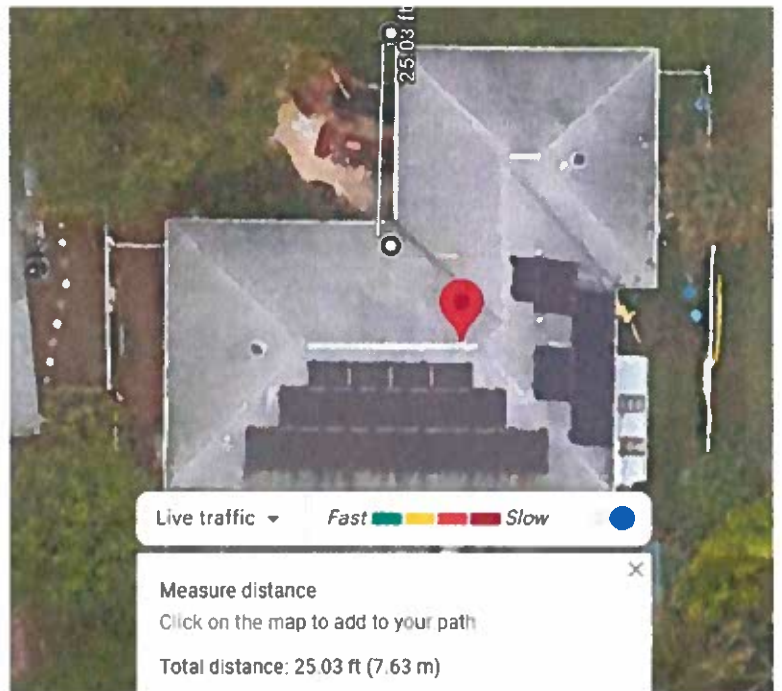 25.03 ft
Live traffic
Fast Slow
Measure distance
Click on the map to add to your path
Total distance: 25.03 ft (7.63 m)